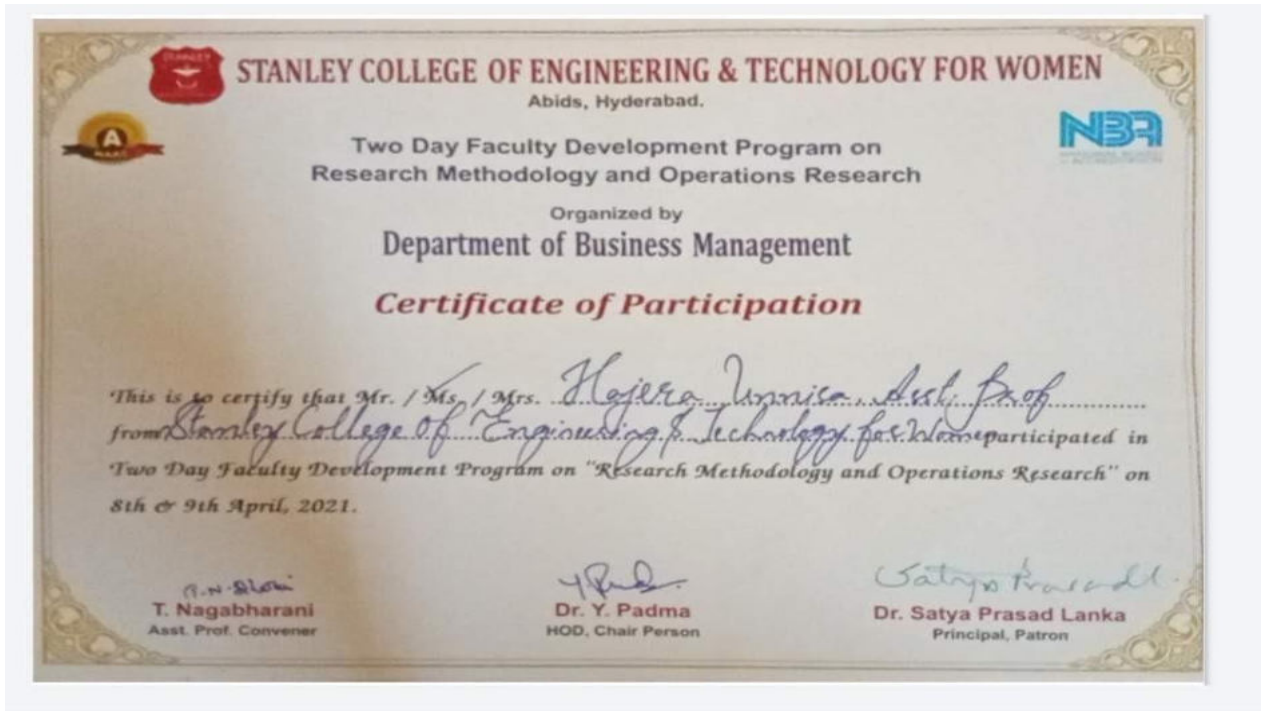 STANLEY
STANLEY COLLEGE OF ENGINEERING & TECHNOLOGY FOR WOMEN
Abids, Hyderabad.
A
NAAC
NBA
Two Day Faculty Development Program on
Research Methodology and Operations Research
Organized by
Department of Business Management
Certificate of Participation
This is to certify that Mr. / Ms. / Mrs. Hajera Unnisa, Asst. Prof
from Stanley College of Engineering & Technology for Women participated in
Two Day Faculty Development Program on "Research Methodology and Operations Research" on
8th & 9th April, 2021.
Satya Prasad L
T. Nagabharani
Dr. Y. Padma
Dr. Satya Prasad Lanka
Asst. Prof. Convener
HOD, Chair Person
Principal, Patron